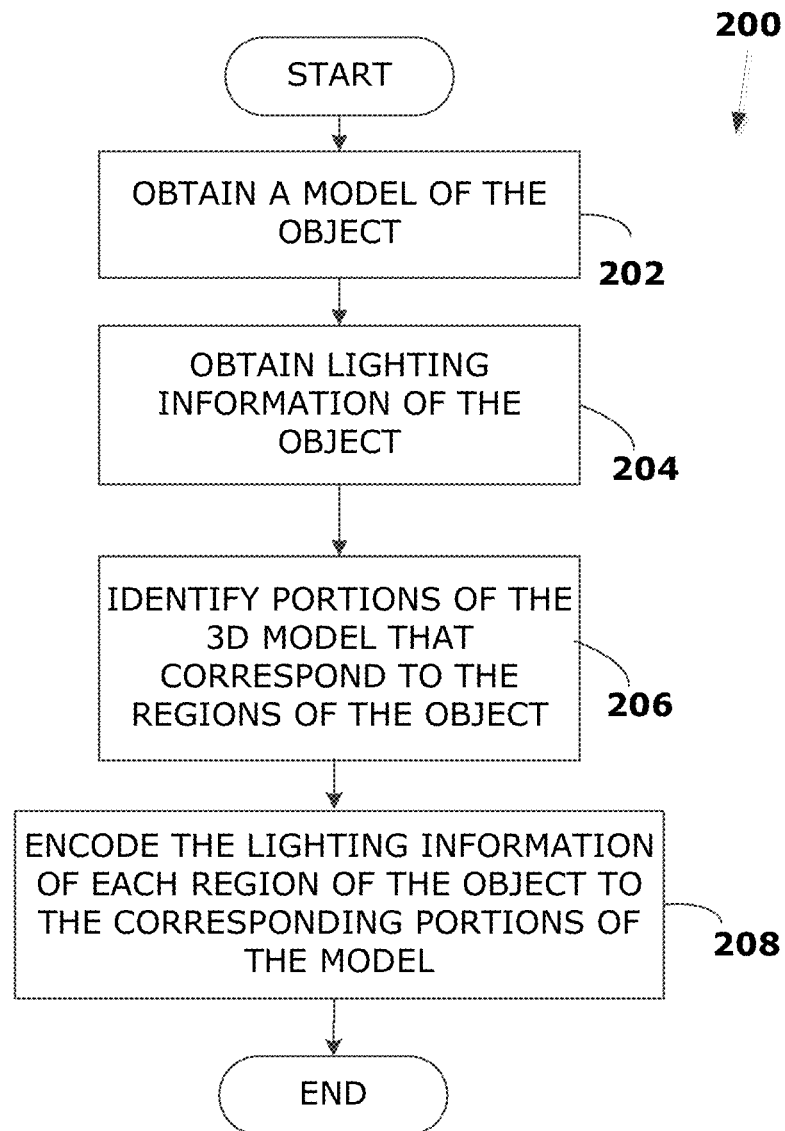 200
START
OBTAIN A MODEL OF THE
OBJECT
202
OBTAIN LIGHTING
INFORMATION OF THE
OBJECT
204
IDENTIFY PORTIONS OF THE
3D MODEL THAT
CORRESPOND TO THE
REGIONS OF THE OBJECT
206
ENCODE THE LIGHTING INFORMATION
OF EACH REGION OF THE OBJECT TO
THE CORRESPONDING PORTIONS OF
THE MODEL
208
END